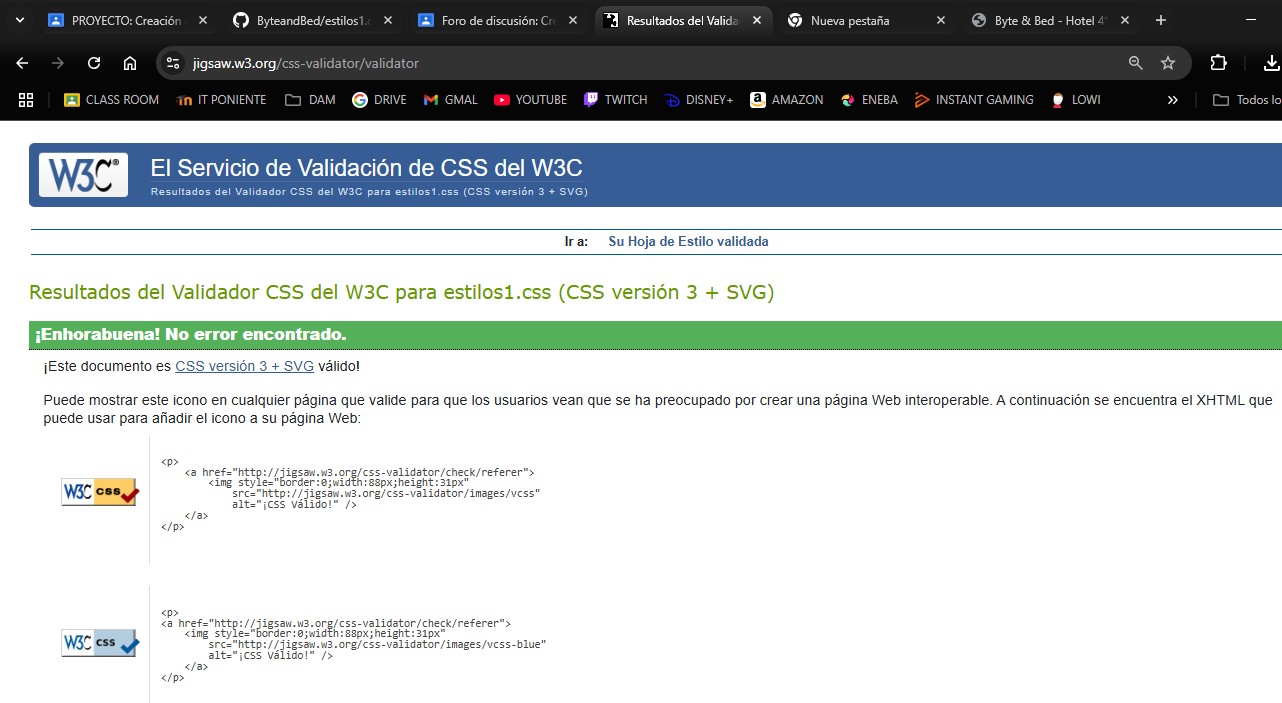 PROYECTO: Creación
ByteandBed/estilos1.c
Foro de discusión: Cre
Resultados del Valida
Nueva pestaña
Byte & Bed - Hotel 4*
jigsaw.w3.org/css-validator/validator
CLASS ROOM
IT PONIENTE
DAM
DRIVE
GMAL
YOUTUBE
TWITCH
DISNEY+
AMAZON
ENEBA
INSTANT GAMING
LOWI
Todos lo
W3C®
El Servicio de Validación de CSS del W3C
Resultados del Validador CSS del W3C para estilos1.css (CSS versión 3 + SVG)
Ir a: Su Hoja de Estilo validada
Resultados del Validador CSS del W3C para estilos1.css (CSS versión 3 + SVG)
¡Enhorabuena! No error encontrado.
¡Este documento es CSS versión 3 + SVG válido!
Puede mostrar este icono en cualquier página que valide para que los usuarios vean que se ha preocupado por crear una página Web interoperable. A continuación se encuentra el XHTML que
puede usar para añadir el icono a su página Web:
W3C css
<p>
<a href="http://jigsaw.w3.org/css-validator/check/referer">
<img style="border:0;width:88px;height:31px"
src="http://jigsaw.w3.org/css-validator/images/vcss"
alt="¡CSS Válido!" />
</a>
</p>
W3C css
<p>
<a href="http://jigsaw.w3.org/css-validator/check/referer">
<img style="border:0;width:88px;height:31px"
src="http://jigsaw.w3.org/css-validator/images/vcss-blue"
alt="¡CSS Válido!" />
</a>
</p>